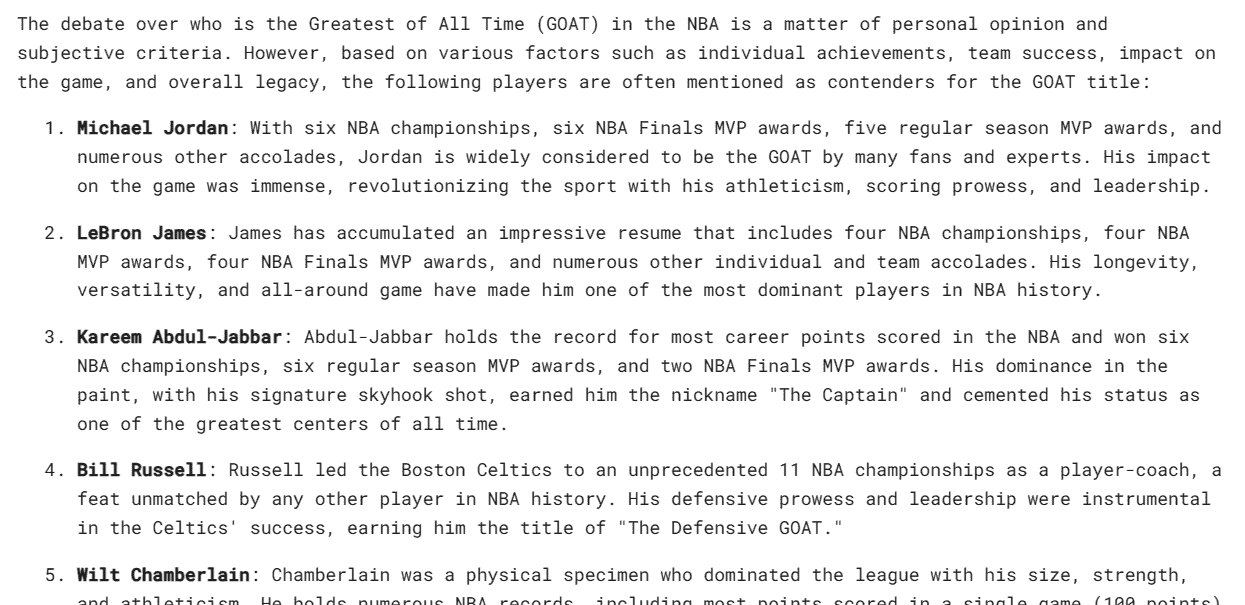 The debate over who is the Greatest of All Time (GOAT) in the NBA is a matter of personal opinion and
subjective criteria. However, based on various factors such as individual achievements, team success, impact on
the game, and overall legacy, the following players are often mentioned as contenders for the GOAT title:
1. Michael Jordan: With six NBA championships, six NBA Finals MVP awards, five regular season MVP awards, and
numerous other accolades, Jordan is widely considered to be the GOAT by many fans and experts. His impact
on the game was immense, revolutionizing the sport with his athleticism, scoring prowess, and leadership.
2. LeBron James: James has accumulated an impressive resume that includes four NBA championships, four NBA
MVP awards, four NBA Finals MVP awards, and numerous other individual and team accolades. His longevity,
versatility, and all-around game have made him one of the most dominant players in NBA history.
3. Kareem Abdul-Jabbar: Abdul-Jabbar holds the record for most career points scored in the NBA and won six
NBA championships, six regular season MVP awards, and two NBA Finals MVP awards. His dominance in the
paint, with his signature skyhook shot, earned him the nickname "The Captain" and cemented his status as
one of the greatest centers of all time.
4. Bill Russell: Russell led the Boston Celtics to an unprecedented 11 NBA championships as a player-coach, a
feat unmatched by any other player in NBA history. His defensive prowess and leadership were instrumental
in the Celtics' success, earning him the title of "The Defensive GOAT."
5. Wilt Chamberlain: Chamberlain was a physical specimen who dominated the league with his size, strength,
and athleticism. He holds numerous NBA records, including most points scored in a single game (100 points)